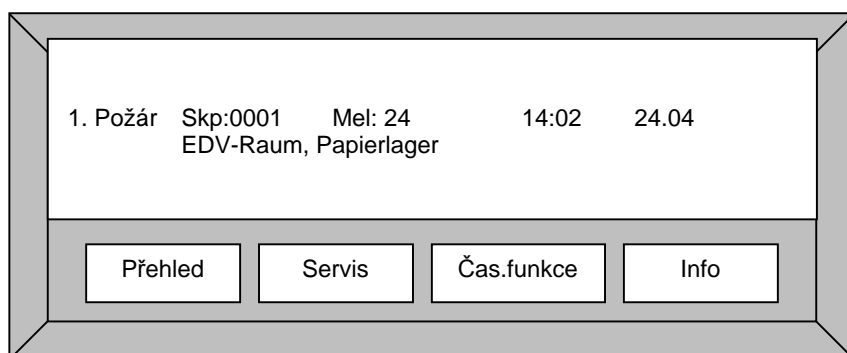 1. Požár Skp:0001 Mel: 24 14:02 24.04
EDV-Raum, Papierlager
Přehled Servis Čas.funkce Info